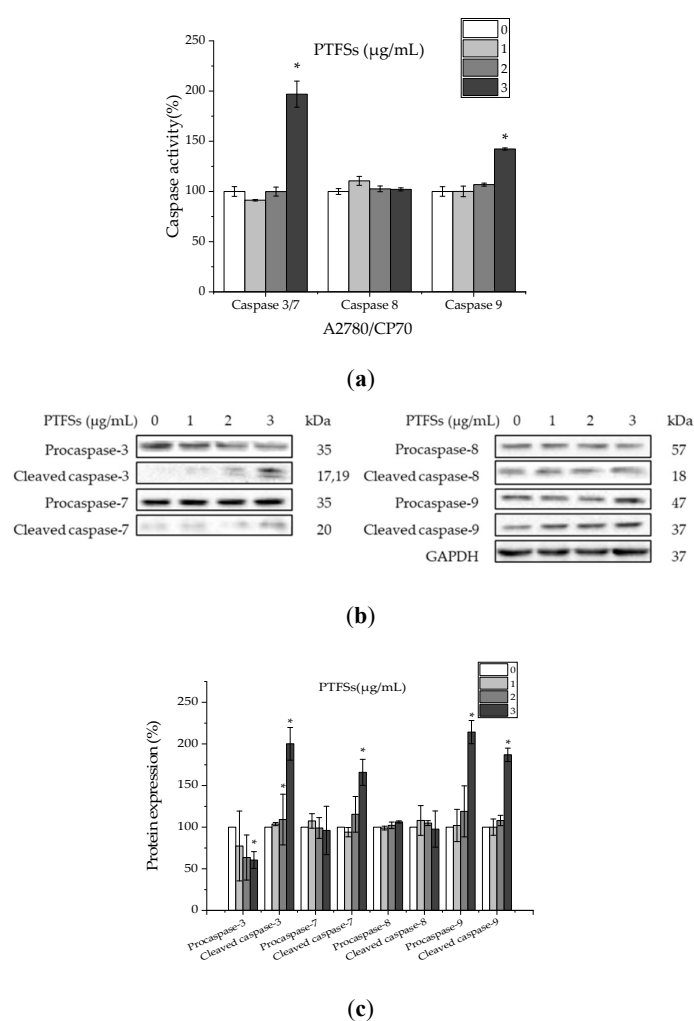 PTFSs (μg/mL)
0
1
2
3
*
*
250
200
150
100
50
0
Caspase activity(%)
Caspase 3/7 Caspase 8 Caspase 9
A2780/CP70
(a)
PTFSs (μg/mL) 0 1 2 3 kDa
Procaspase-3 35
Cleaved caspase-3 17,19
Procaspase-7 35
Cleaved caspase-7 20
PTFSs (μg/mL) 0 1 2 3 kDa
Procaspase-8 57
Cleaved caspase-8 18
Procaspase-9 47
Cleaved caspase-9 37
GAPDH 37
(b)
PTFSs(μg/mL)
0
1
2
3
250
200
150
100
50
0
Protein expression (%)
* * * * * *
Procaspase-3
Cleaved caspase-3
Procaspase-7
Cleaved caspase-7
Procaspase-8
Cleaved caspase-8
Procaspase-9
Cleaved caspase-9
(c)